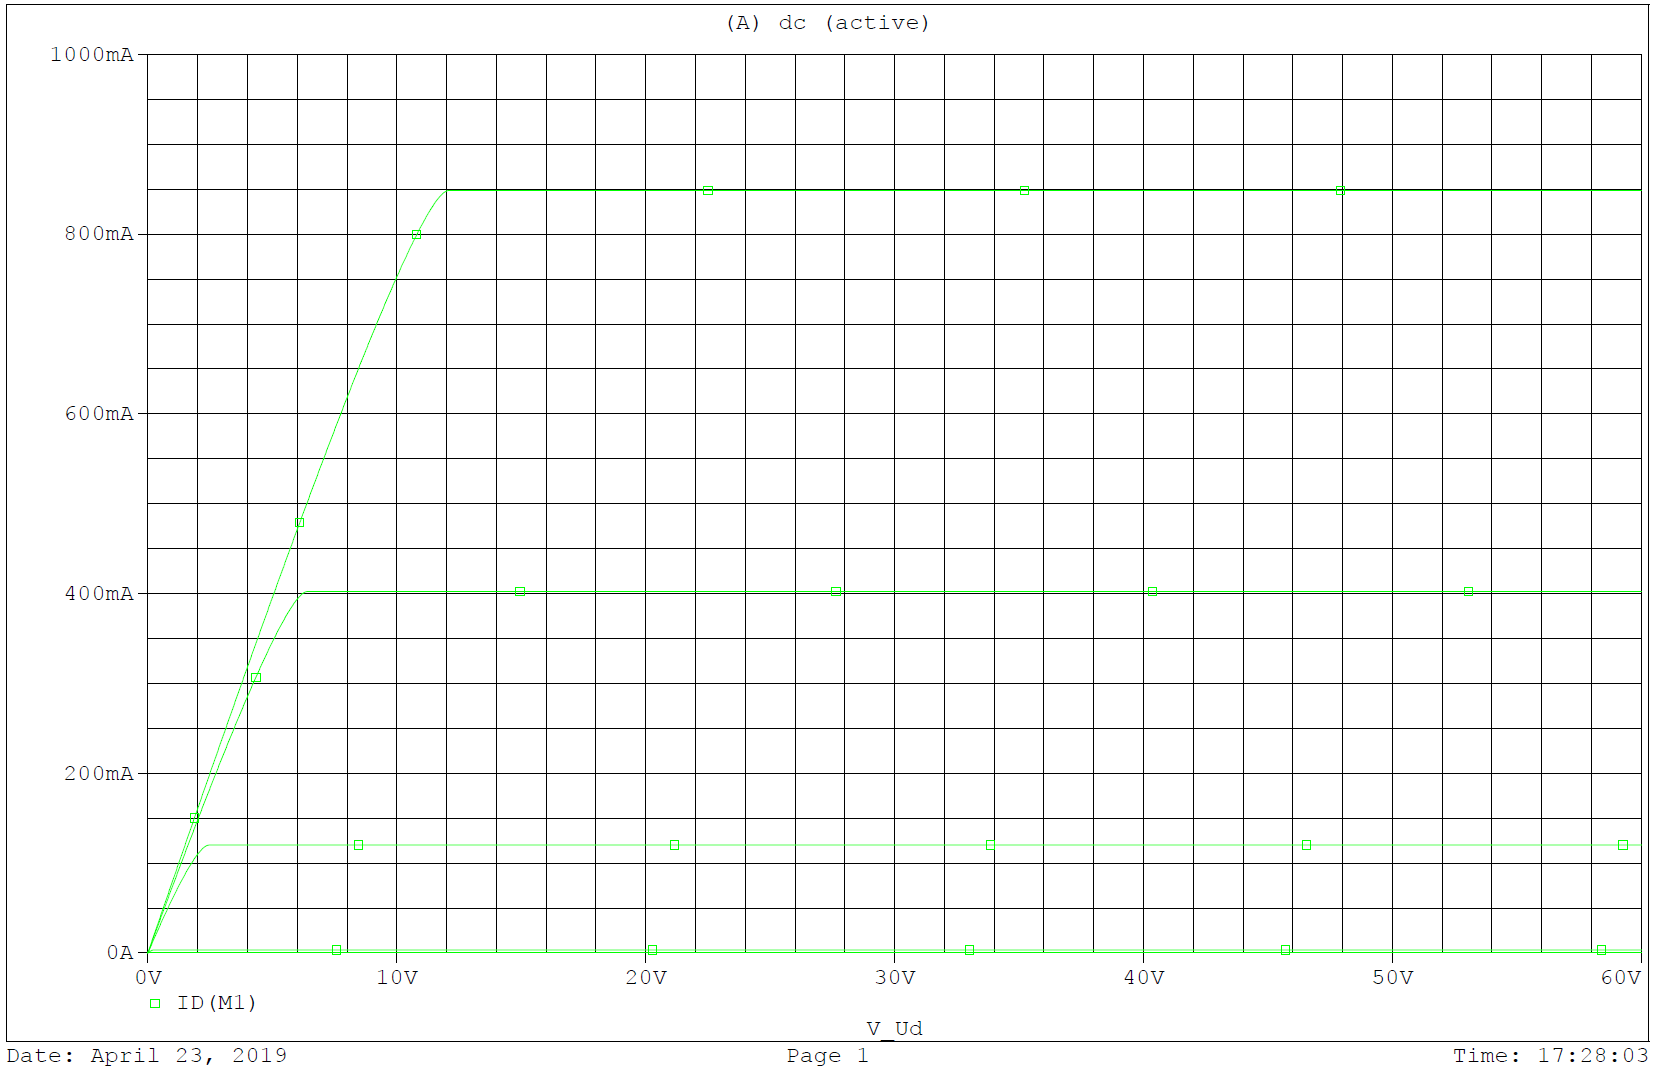 (A) dc (active)
1000mA
800mA
600mA
400mA
200mA
0A
0V 10V 20V 30V 40V 50V 60V
ID(M1)
V_Ud
Date: April 23, 2019 Page 1 Time: 17:28:03